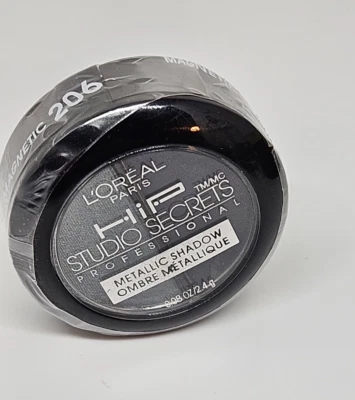 MAGNETIC 206
L'ORÉAL
PARIS
HiP
TM/MC
STUDIO SECRETS
PROFESSIONAL
METALLIC SHADOW
OMBRE MÉTALLIQUE
0.08 OZ/2.4 g